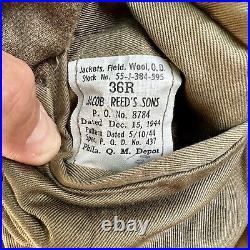 Jackets, Field, Wool, O.D.
Stock No. 55-J-384-595
36R
JACOB REED'S SONS
P. O. No. 8784
Dated Dec. 15, 1944
Pattern Dated 5/10/44
Spec. P. Q. D. No. 437
Phila. Q. M. Depot